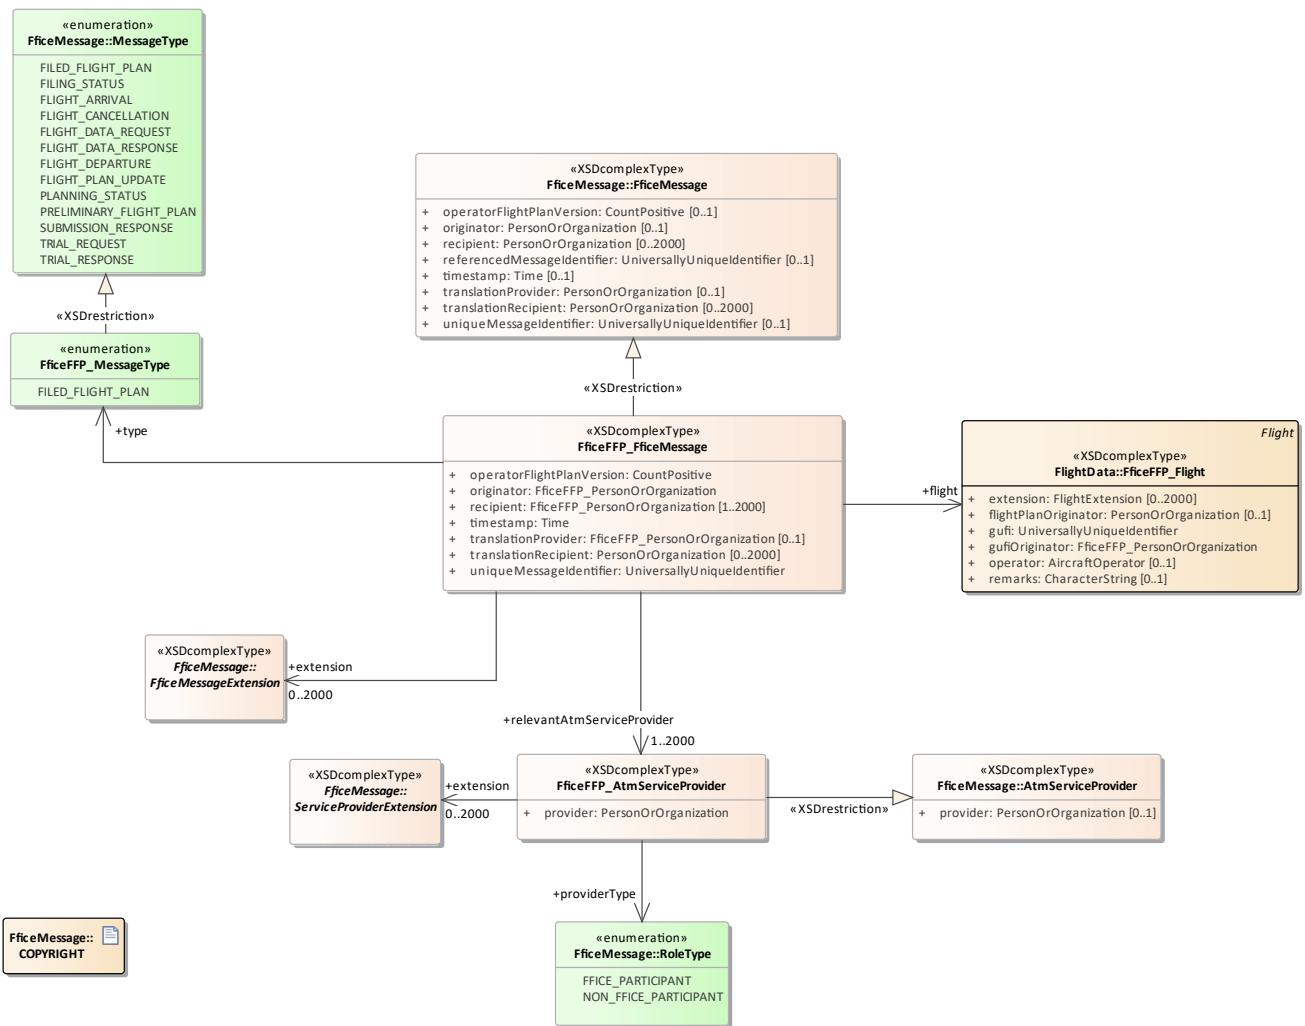 «enumeration»
FficeMessage::MessageType
FILED_FLIGHT_PLAN
FILING_STATUS
FLIGHT_ARRIVAL
FLIGHT_CANCELLATION
FLIGHT_DATA_REQUEST
FLIGHT_DATA_RESPONSE
FLIGHT_DEPARTURE
FLIGHT_PLAN_UPDATE
PLANNING_STATUS
PRELIMINARY_FLIGHT_PLAN
SUBMISSION_RESPONSE
TRIAL_REQUEST
TRIAL_RESPONSE
«XSDrestriction»
«enumeration»
FficeFFP_MessageType
FILED_FLIGHT_PLAN
+type
«XSDcomplexType»
FficeMessage::FficeMessage
+ operatorFlightPlanVersion: CountPositive [0..1]
+ originator: PersonOrOrganization [0..1]
+ recipient: PersonOrOrganization [0..2000]
+ referencedMessageIdentifier: UniversallyUniqueIdentifier [0..1]
+ timestamp: Time [0..1]
+ translationProvider: PersonOrOrganization [0..1]
+ translationRecipient: PersonOrOrganization [0..2000]
+ uniqueMessageIdentifier: UniversallyUniqueIdentifier [0..1]
«XSDrestriction»
«XSDcomplexType»
FficeFFP_FficeMessage
+ operatorFlightPlanVersion: CountPositive
+ originator: FficeFFP_PersonOrOrganization
+ recipient: FficeFFP_PersonOrOrganization [1..2000]
+ timestamp: Time
+ translationProvider: FficeFFP_PersonOrOrganization [0..1]
+ translationRecipient: PersonOrOrganization [0..2000]
+ uniqueMessageIdentifier: UniversallyUniqueIdentifier
+flight
Flight
«XSDcomplexType»
FlightData::FficeFFP_Flight
+ extension: FlightExtension [0..2000]
+ flightPlanOriginator: PersonOrOrganization [0..1]
+ gufi: UniversallyUniqueIdentifier
+ gufiOriginator: FficeFFP_PersonOrOrganization
+ operator: AircraftOperator [0..1]
+ remarks: CharacterString [0..1]
«XSDcomplexType»
FficeMessage::
FficeMessageExtension
+extension
0..2000
+relevantAtmServiceProvider
1..2000
«XSDcomplexType»
FficeMessage::
ServiceProviderExtension
+extension
0..2000
«XSDcomplexType»
FficeFFP_AtmServiceProvider
+ provider: PersonOrOrganization
«XSDrestriction»
«XSDcomplexType»
FficeMessage::AtmServiceProvider
+ provider: PersonOrOrganization [0..1]
+providerType
«enumeration»
FficeMessage::RoleType
FFICE_PARTICIPANT
NON_FFICE_PARTICIPANT
FficeMessage::
COPYRIGHT